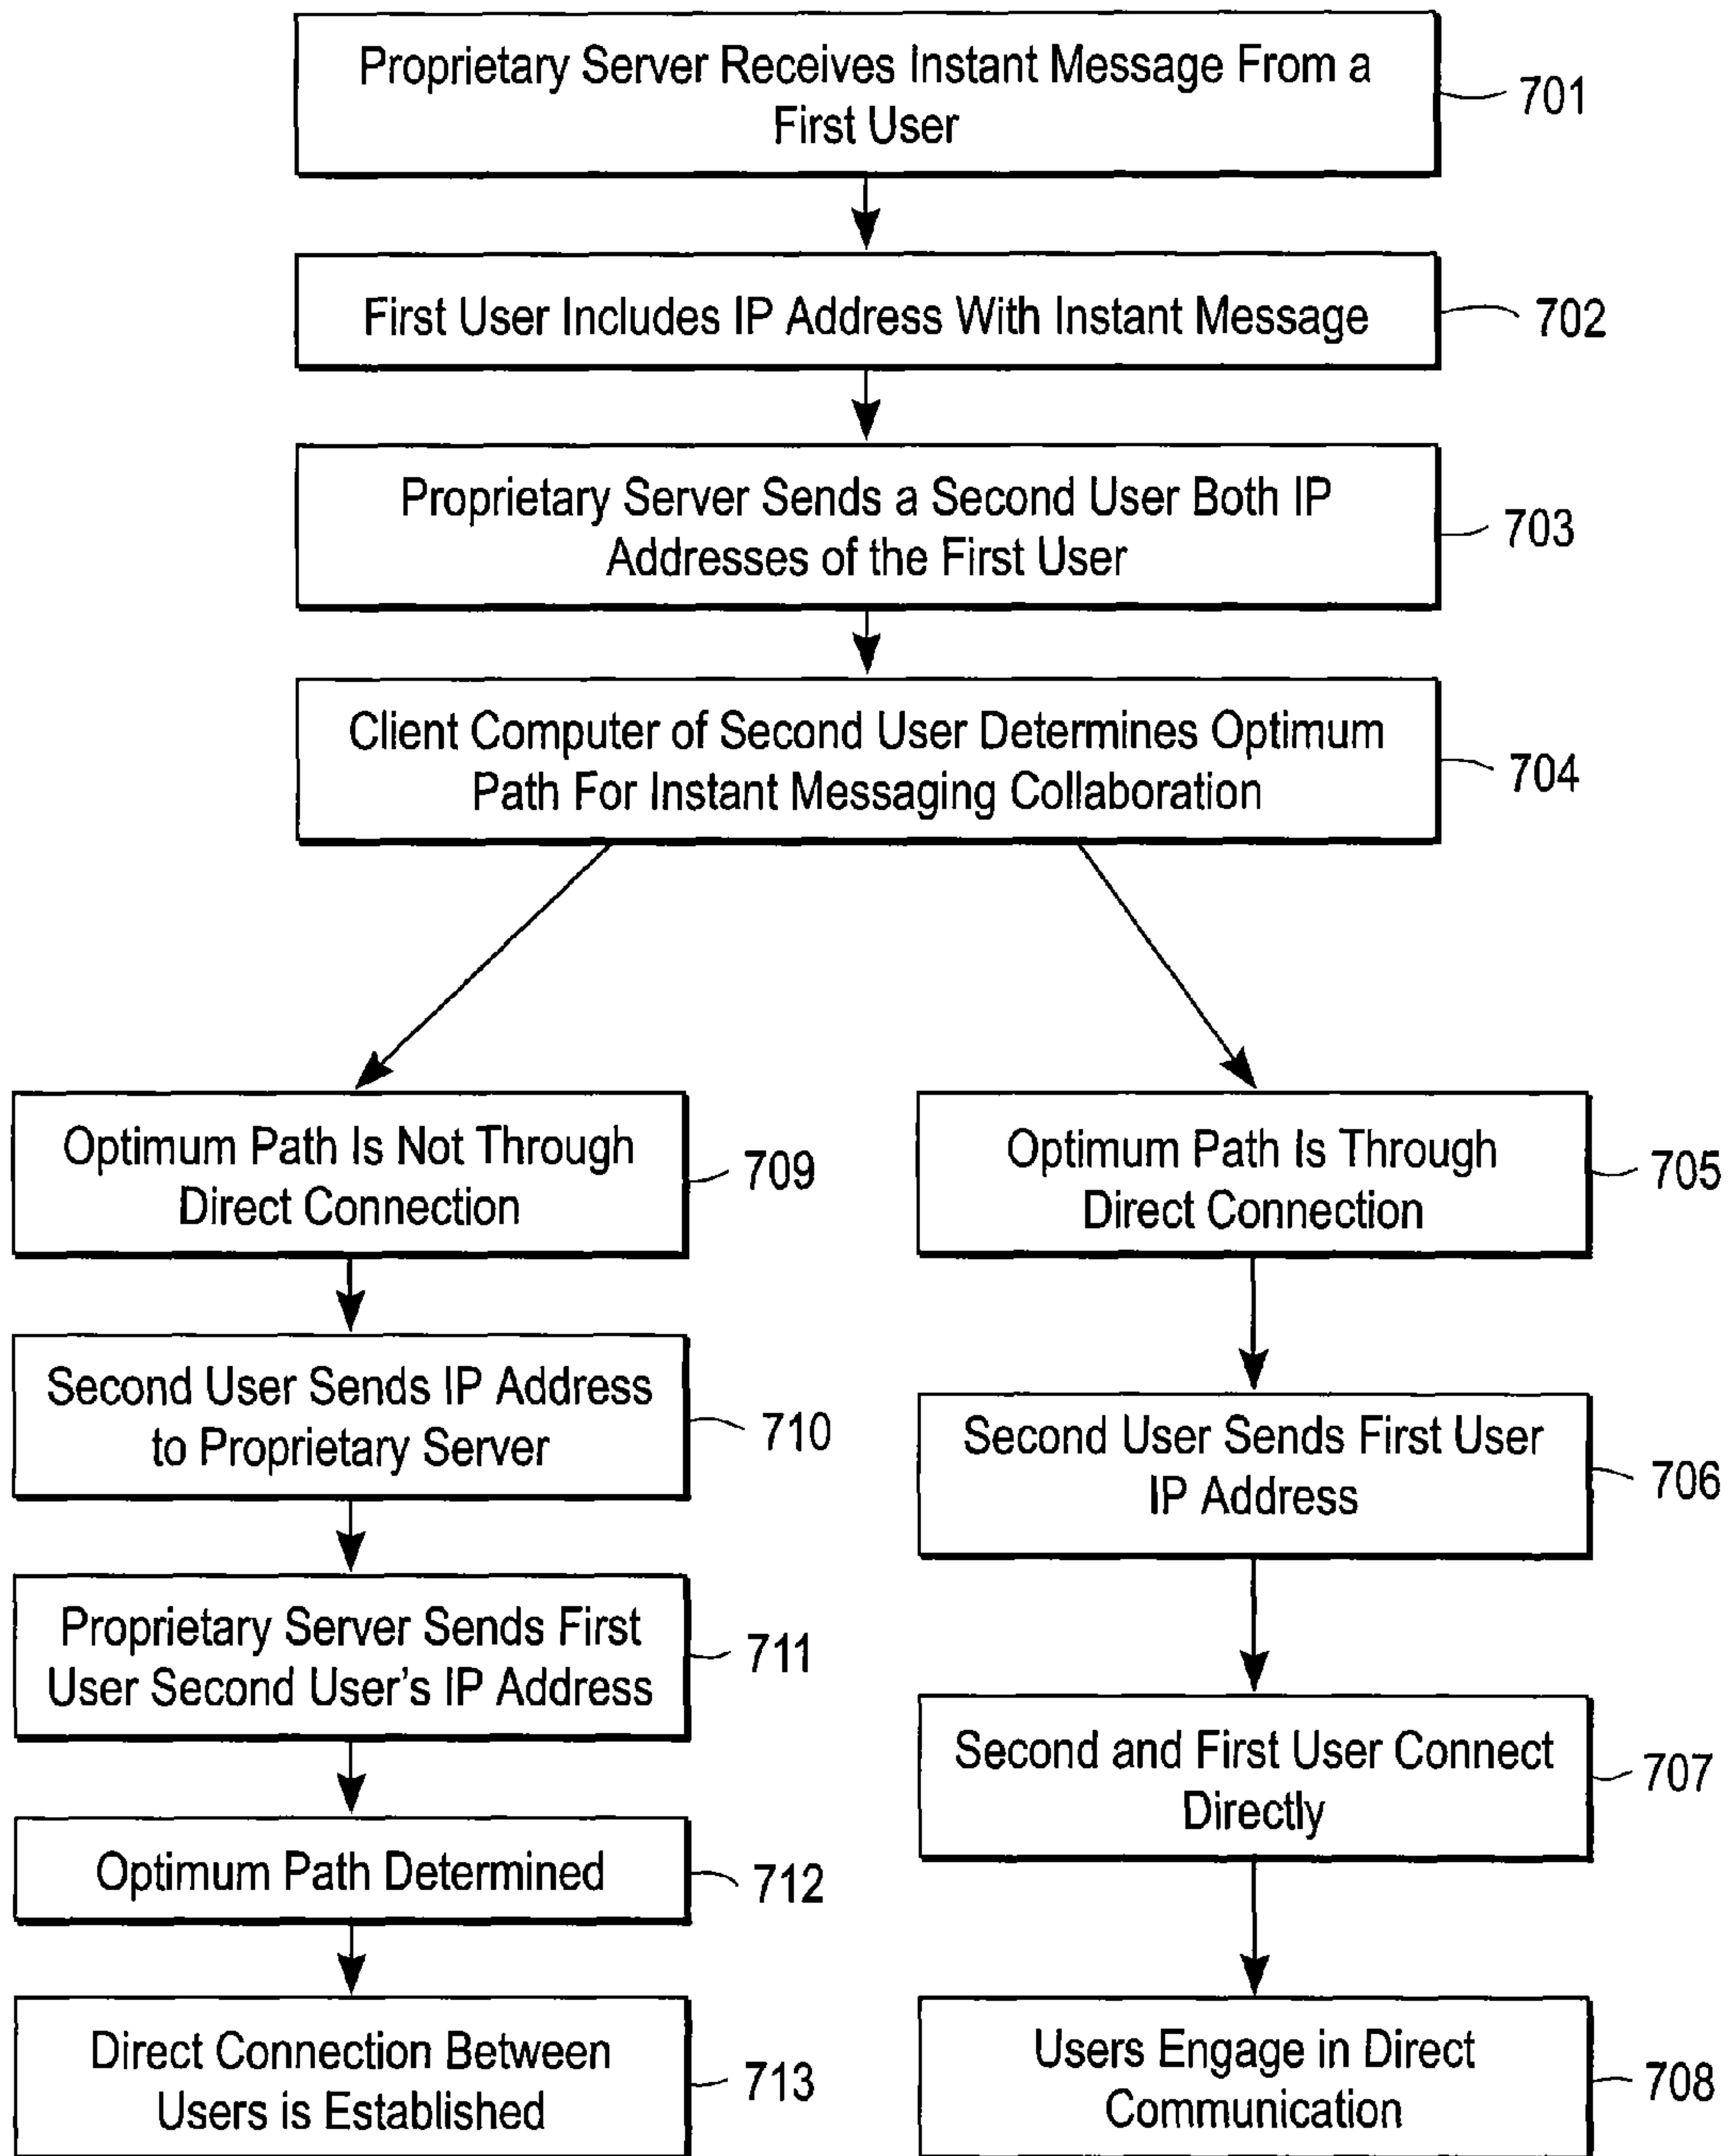 Proprietary Server Receives Instant Message From a
First User
701
First User Includes IP Address With Instant Message
702
Proprietary Server Sends a Second User Both IP
Addresses of the First User
703
Client Computer of Second User Determines Optimum
Path For Instant Messaging Collaboration
704
Optimum Path Is Not Through
Direct Connection
709
Second User Sends IP Address
to Proprietary Server
710
Proprietary Server Sends First
User Second User's IP Address
711
Optimum Path Determined
712
Direct Connection Between
Users is Established
713
Optimum Path Is Through
Direct Connection
705
Second User Sends First User
IP Address
706
Second and First User Connect
Directly
707
Users Engage in Direct
Communication
708